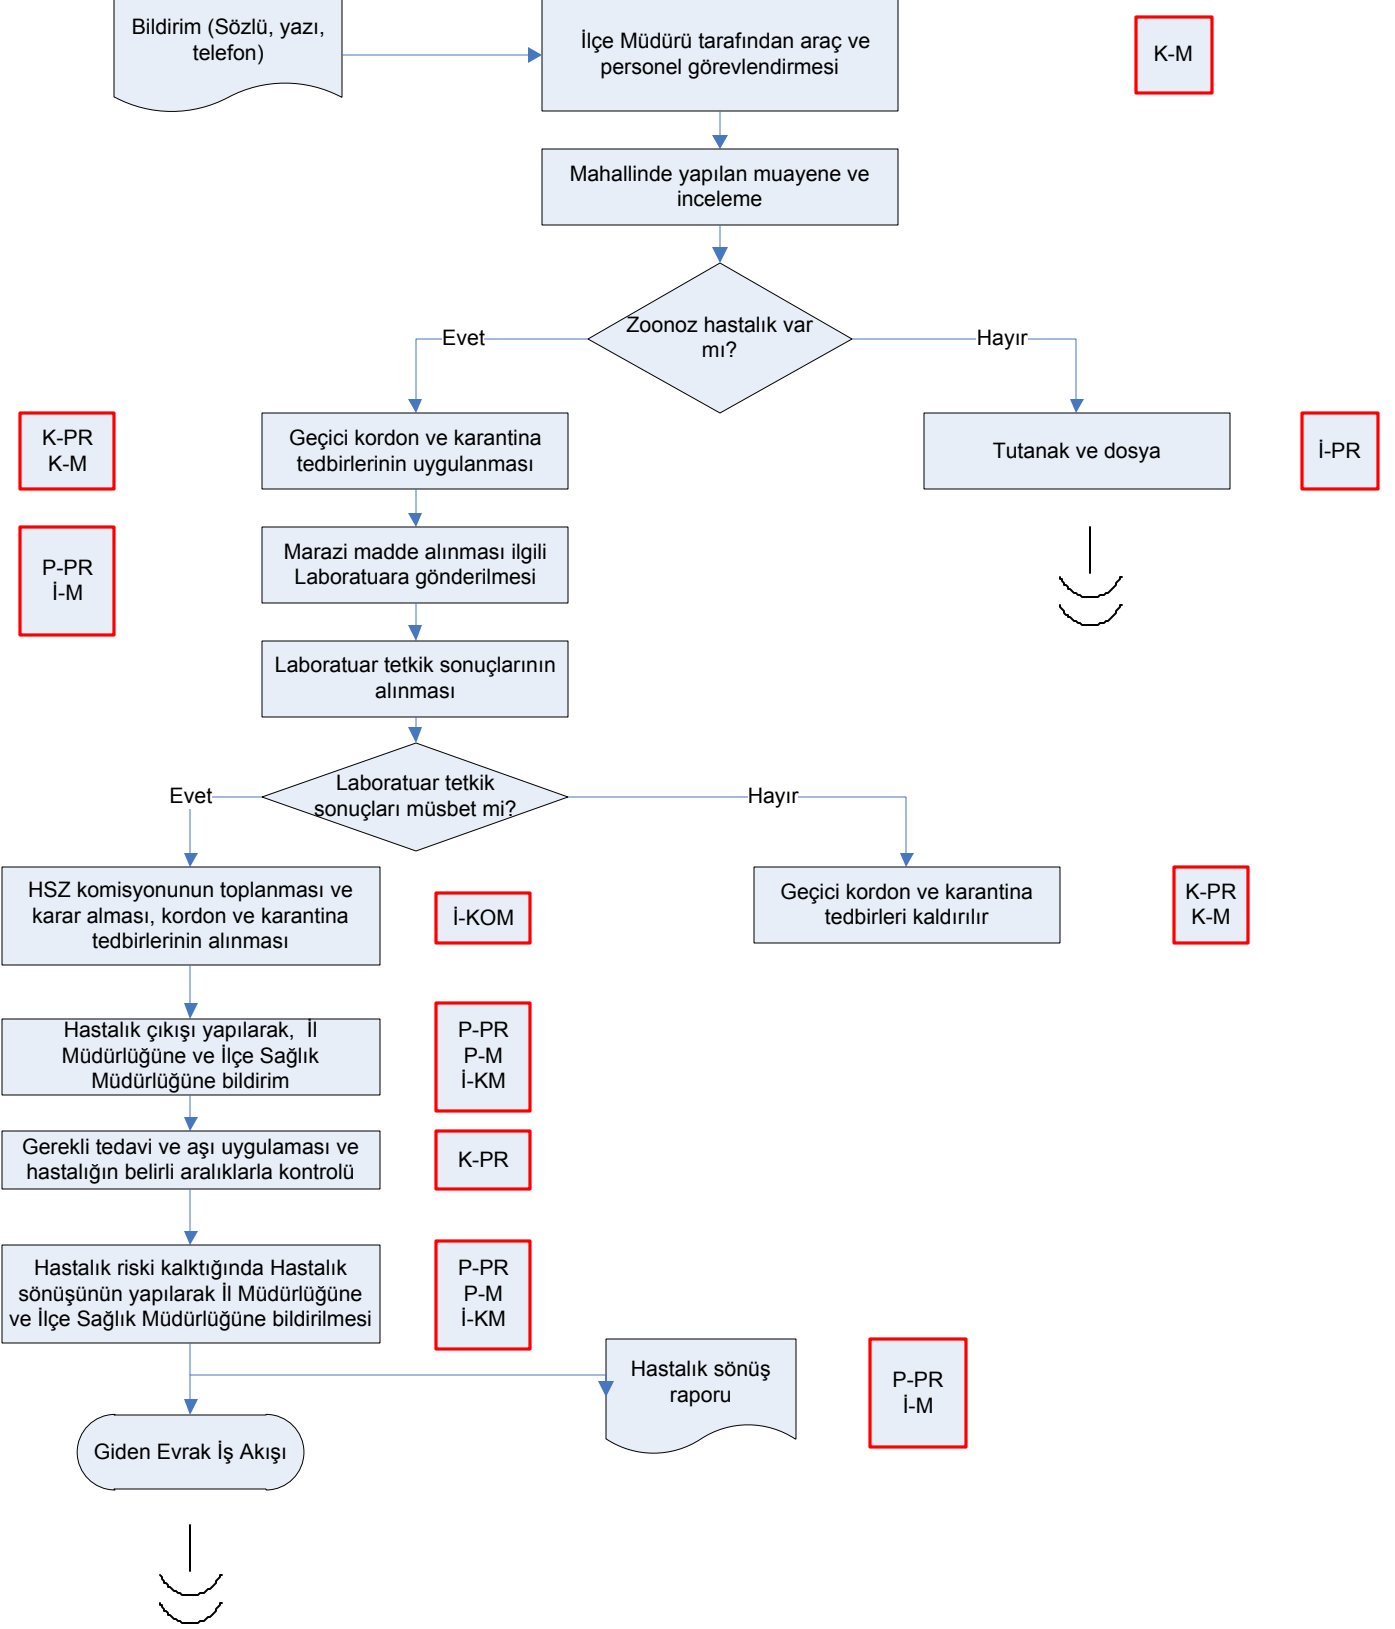 Bildirim (Sözlü, yazı,
telefon)
İlçe Müdürü tarafından araç ve
personel görevlendirmesi
K-M
Mahallinde yapılan muayene ve
inceleme
Zoonoz hastalık var
mı?
Evet
Hayır
K-PR
K-M
Geçici kordon ve karantina
tedbirlerinin uygulanması
Tutanak ve dosya
İ-PR
P-PR
İ-M
Marazi madde alınması ilgili
Laboratuara gönderilmesi
Laboratuar tetkik sonuçlarının
alınması
Laboratuar tetkik
sonuçları müsbet mi?
Evet
Hayır
HSZ komisyonunun toplanması ve
karar alması, kordon ve karantina
tedbirlerinin alınması
İ-KOM
Geçici kordon ve karantina
tedbirleri kaldırılır
K-PR
K-M
Hastalık çıkışı yapılarak,  İl
Müdürlüğüne ve İlçe Sağlık
Müdürlüğüne bildirim
P-PR
P-M
İ-KM
Gerekli tedavi ve aşı uygulaması ve
hastalığın belirli aralıklarla kontrolü
K-PR
Hastalık riski kalktığında Hastalık
sönüşünün yapılarak İl Müdürlüğüne
ve İlçe Sağlık Müdürlüğüne bildirilmesi
P-PR
P-M
İ-KM
Hastalık sönüş
raporu
P-PR
İ-M
Giden Evrak İş Akışı